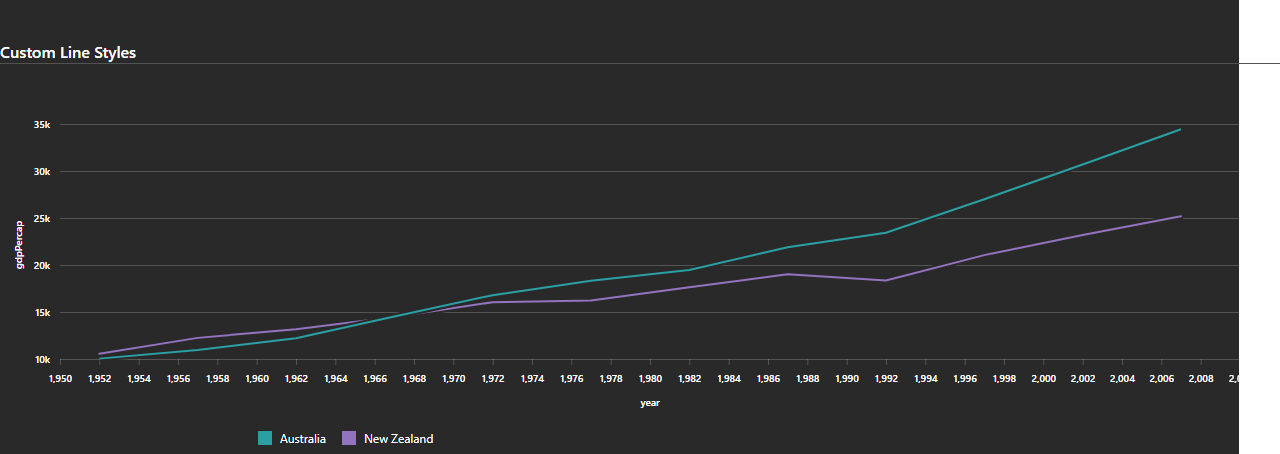 Custom Line Styles
35k
30k
25k
20k
15k
10k
gdpPercap
1,950 1,952 1,954 1,956 1,958 1,960 1,962 1,964 1,966 1,968 1,970 1,972 1,974 1,976 1,978 1,980 1,982 1,984 1,986 1,988 1,990 1,992 1,994 1,996 1,998 2,000 2,002 2,004 2,006 2,008
year
Australia New Zealand